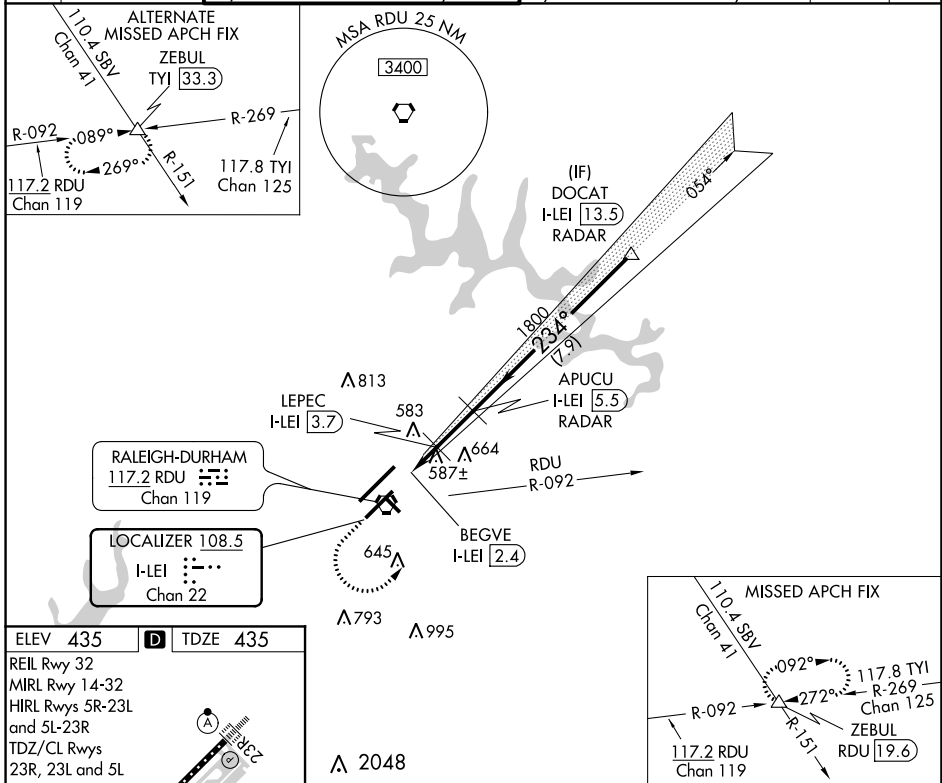 ALTERNATE
MISSED APCH FIX
110.4 SBV
Chan 41
ZEBUL
TYI 33.3
R-092
089°
269°
R-269
R-151
117.2 RDU
Chan 119
117.8 TYI
Chan 125
MSA RDU 25 NM
3400
(IF)
DOCAT
I-LEI 13.5
RADAR
054°
1800
234°
(7.9)
APUCU
I-LEI 5.5
RADAR
813
LEPEC
I-LEI 3.7
583
664
587±
RALEIGH-DURHAM
117.2 RDU
Chan 119
RDU
R-092
BEGVE
I-LEI 2.4
LOCALIZER 108.5
I-LEI
Chan 22
645
793
995
2048
ELEV 435 D TDZE 435
REIL Rwy 32
MIRL Rwy 14-32
HIRL Rwys 5R-23L
and 5L-23R
TDZ/CL Rwys
23R, 23L and 5L
A
23R
P
MISSED APCH FIX
110.4 SBV
Chan 41
092°
272°
117.8 TYI
R-269
Chan 125
R-092
R-151
ZEBUL
RDU 19.6
117.2 RDU
Chan 119